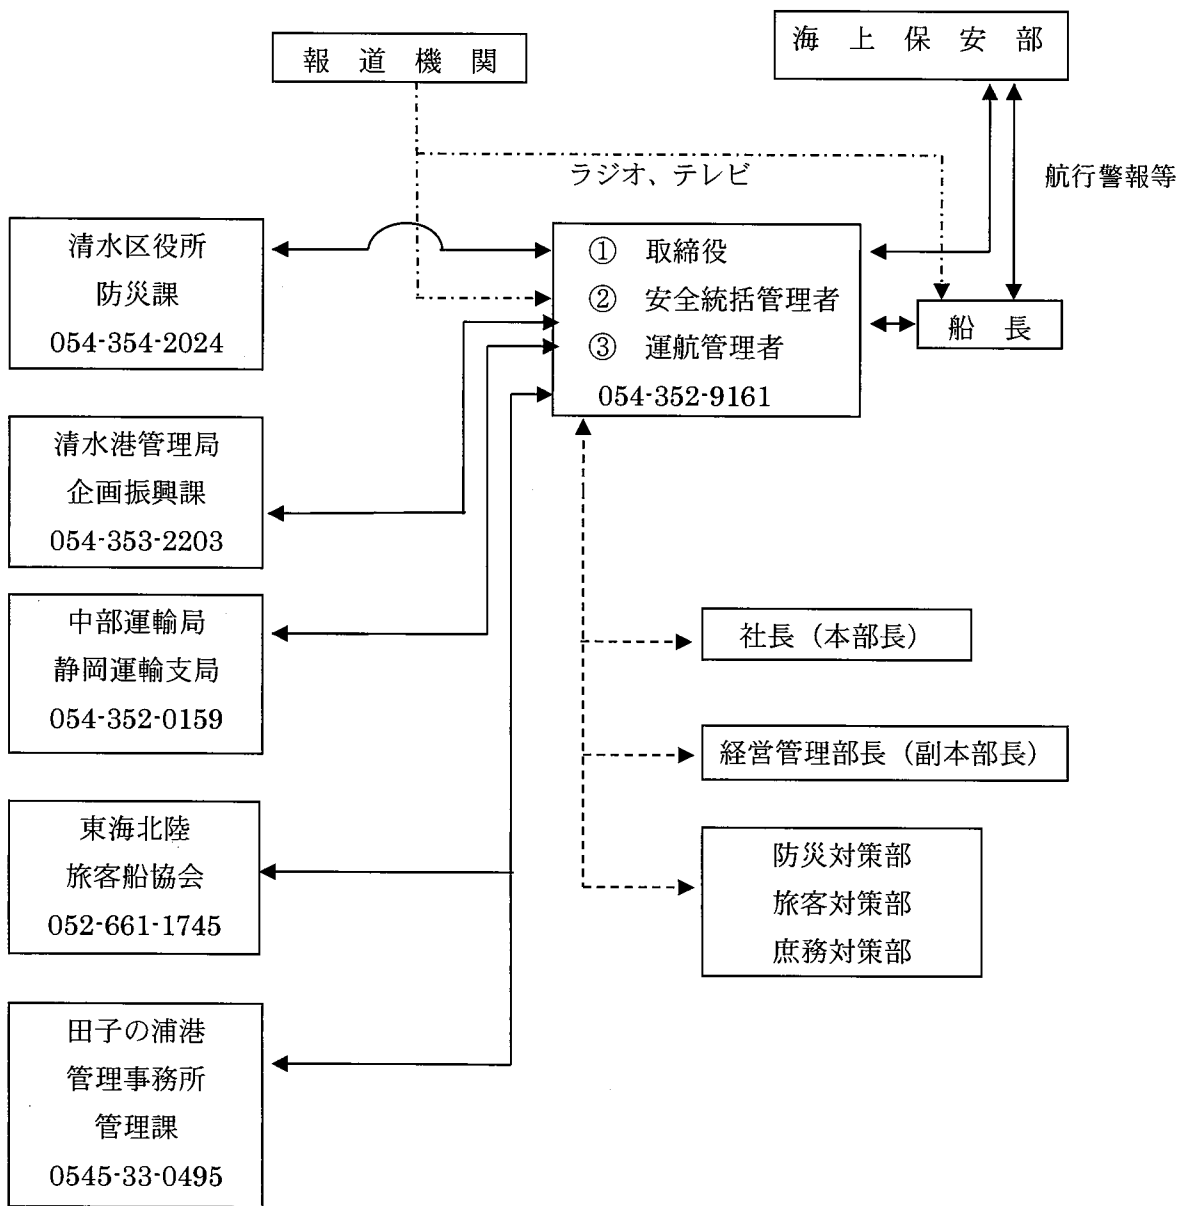 報道機関
海上保安部
ラジオ、テレビ
航行警報等
清水区役所
防災課
054-354-2024
① 取締役
② 安全統括管理者
③ 運航管理者
054-352-9161
船長
清水港管理局
企画振興課
054-353-2203
中部運輸局
静岡運輸支局
054-352-0159
社長（本部長）
経営管理部長（副本部長）
東海北陸
旅客船協会
052-661-1745
防災対策部
旅客対策部
庶務対策部
田子の浦港
管理事務所
管理課
0545-33-0495